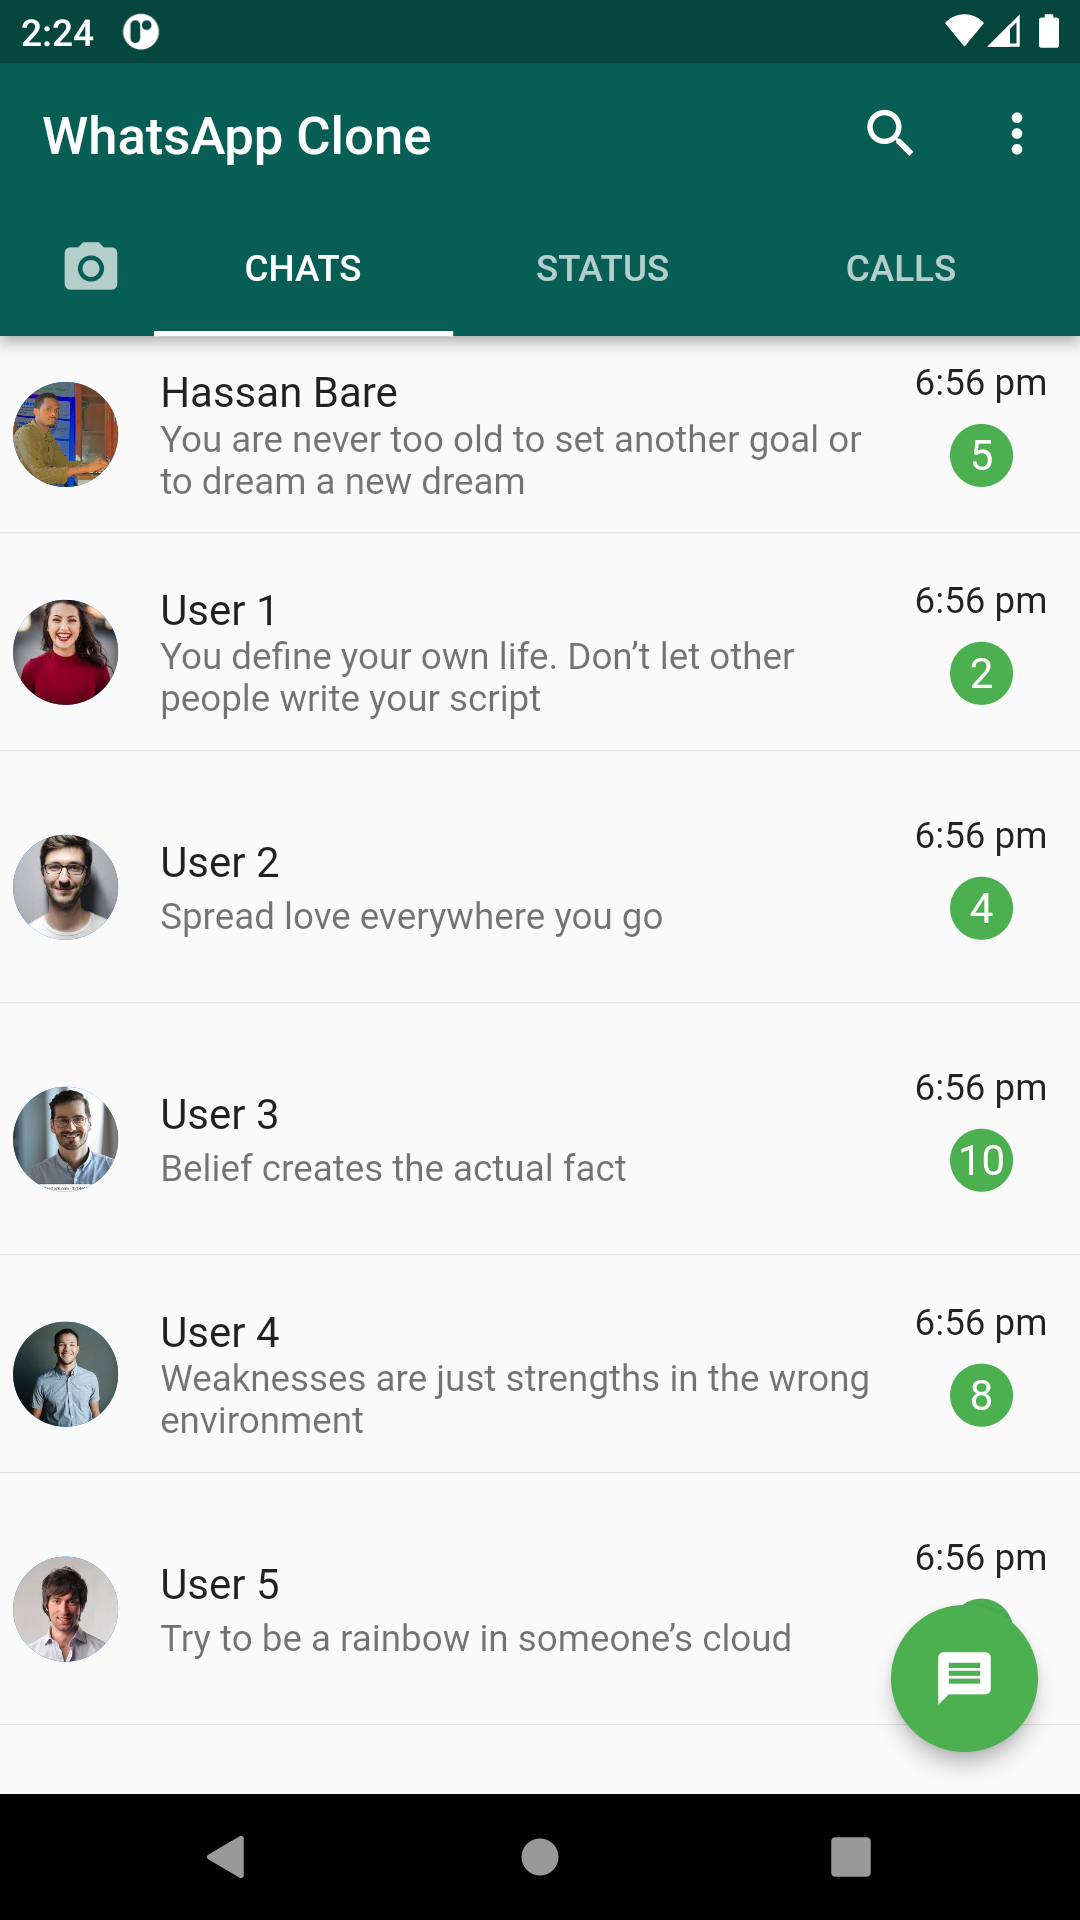 2:24
WhatsApp Clone
CHATS STATUS CALLS
Hassan Bare 6:56 pm
You are never too old to set another goal or
to dream a new dream
5
User 1 6:56 pm
You define your own life. Don’t let other
people write your script
2
User 2 6:56 pm
Spread love everywhere you go
4
User 3 6:56 pm
Belief creates the actual fact
10
User 4 6:56 pm
Weaknesses are just strengths in the wrong
environment
8
User 5 6:56 pm
Try to be a rainbow in someone’s cloud